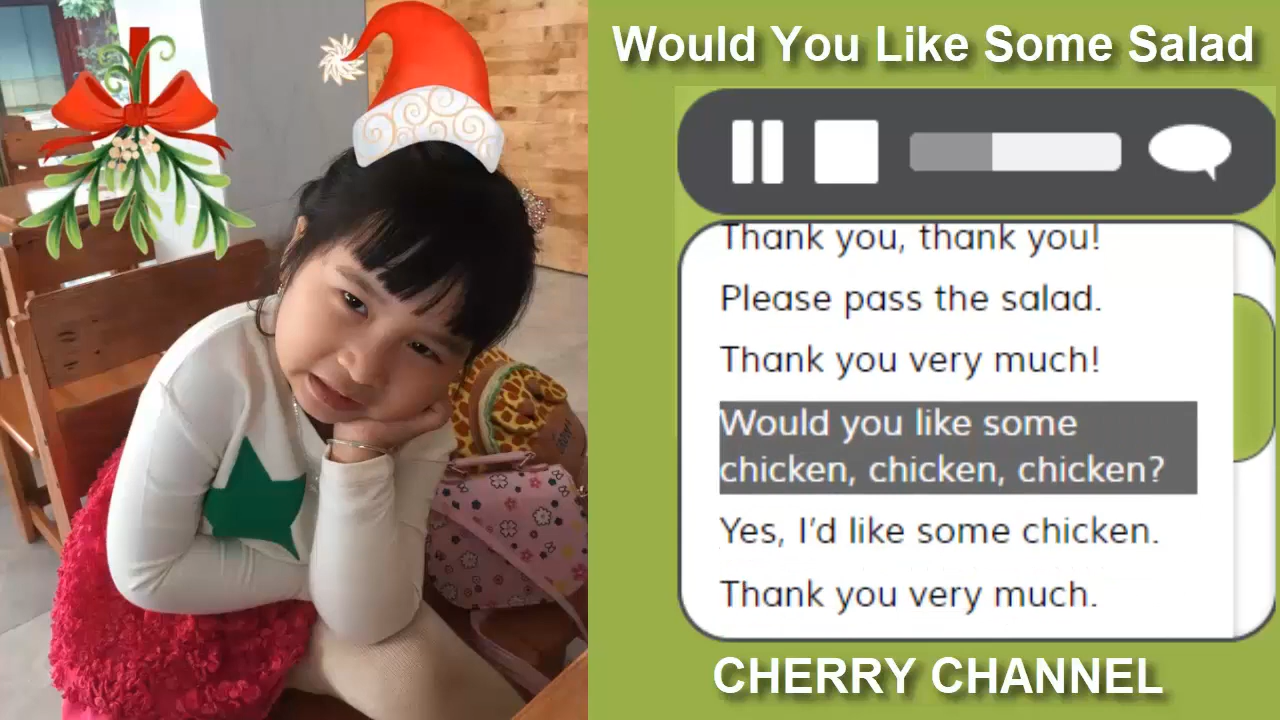 Would You Like Some Salad
Thank you, thank you!
Please pass the salad.
Thank you very much!
Would you like some
chicken, chicken, chicken?
Yes, I'd like some chicken.
Thank you very much.
CHERRY CHANNEL